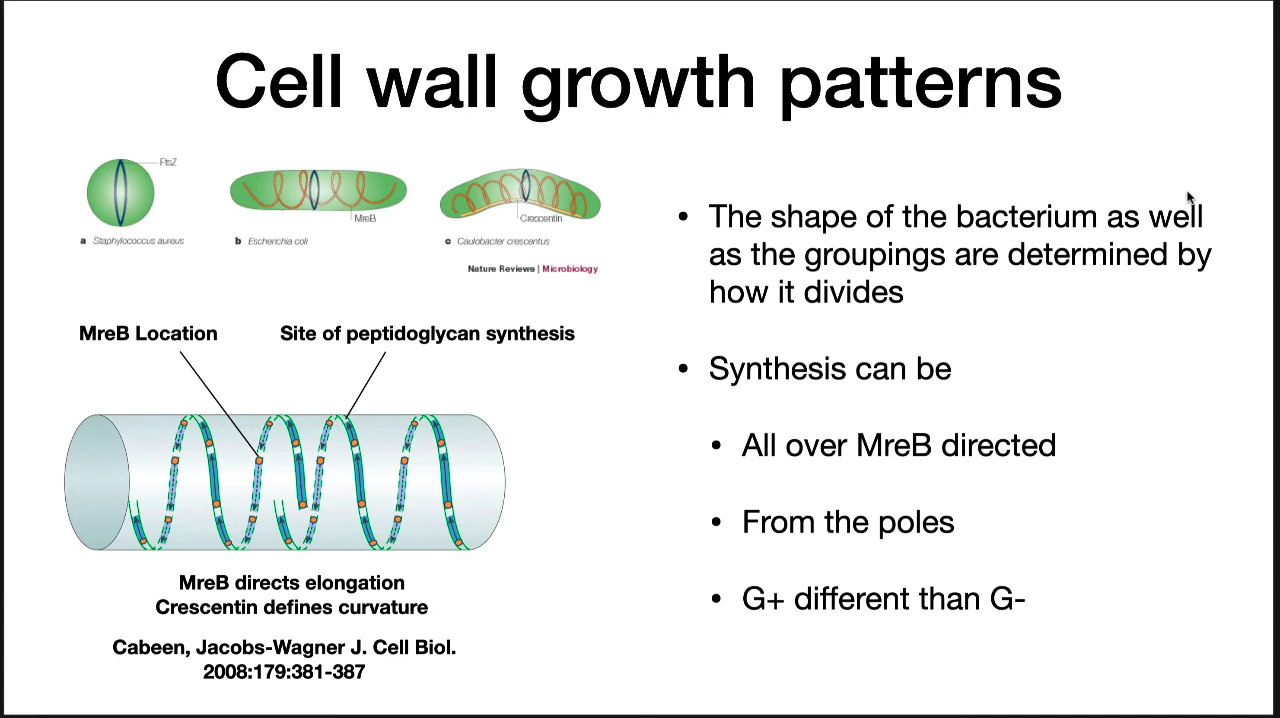 Cell wall growth patterns
FtsZ
MreB
Crescentin
a Staphylococcus aureus
b Escherichia coli
c Caulobacter crescentus
Nature Reviews | Microbiology
MreB Location
Site of peptidoglycan synthesis
MreB directs elongation
Crescentin defines curvature
Cabeen, Jacobs-Wagner J. Cell Biol.
2008:179:381-387
• The shape of the bacterium as well
as the groupings are determined by
how it divides
• Synthesis can be
• All over MreB directed
• From the poles
• G+ different than G-